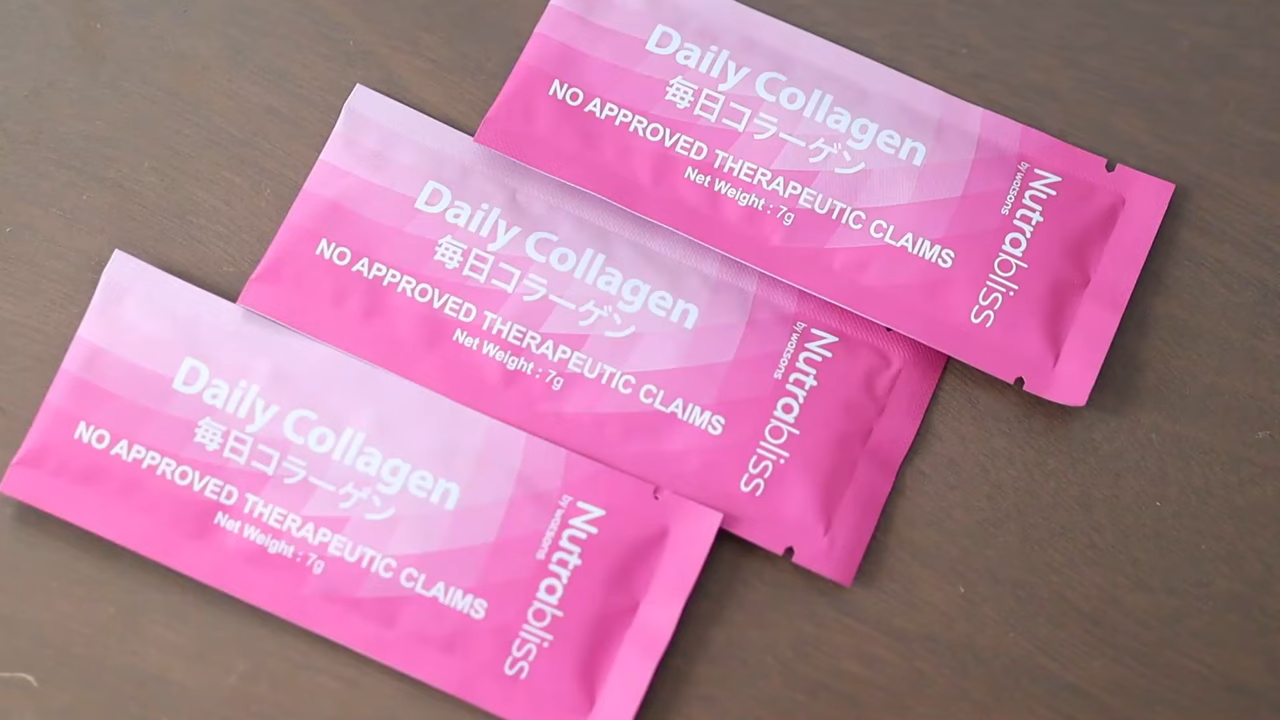 Daily Collagen
毎日コラーゲン
NO APPROVED THERAPEUTIC CLAIMS
Net Weight : 7g
Nutrabliss
by watsons
Daily Collagen
毎日コラーゲン
NO APPROVED THERAPEUTIC CLAIMS
Net Weight : 7g
Nutrabliss
by watsons
Daily Collagen
毎日コラーゲン
NO APPROVED THERAPEUTIC CLAIMS
Net Weight : 7g
Nutrabliss
by watsons